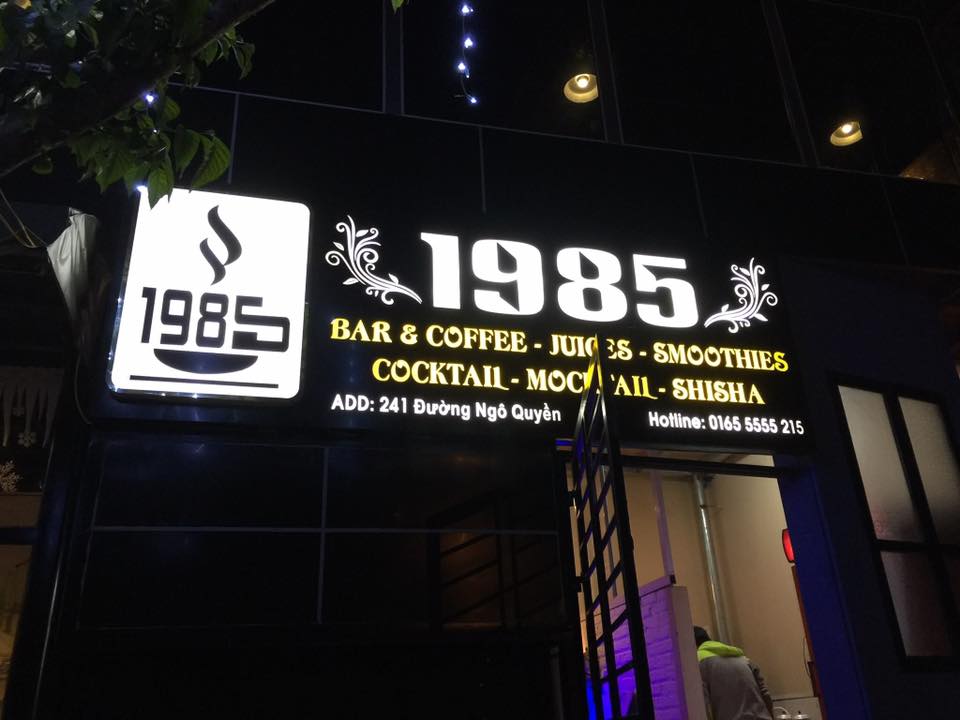 1985
1985
BAR & COFFEE - JUICES - SMOOTHIES
COCKTAIL - MOCKTAIL - SHISHA
ADD: 241 Đường Ngô Quyền
Hotline: 0165 5555 215